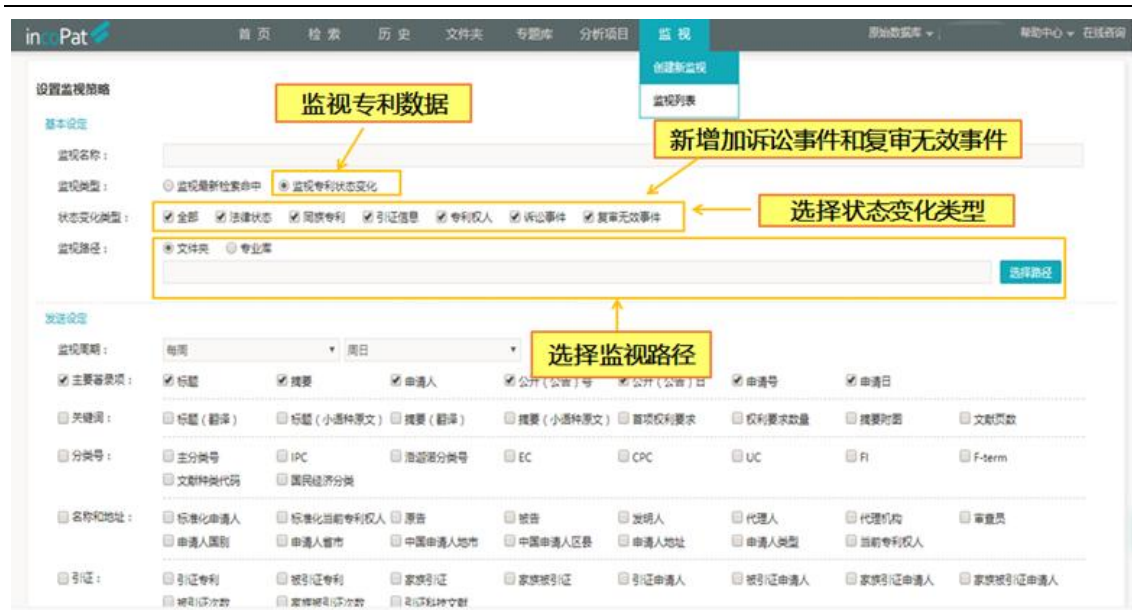 incoPat 首页 检索 历史 文件夹 专题库 分析项目 监视 原始数据库 帮助中心 在线咨询
创建新监视
监视列表
设置监视策略
监视专利数据
基本设定
新增加诉讼事件和复审无效事件
监视名称：
监视类型： 监视最新检索命中 监视专利状态变化
状态变化类型： 全部 法律状态 同族专利 引证信息 专利权人 诉讼事件 复审无效事件
选择状态变化类型
监视路径： 文件夹 专业库
选择路径
发送设定
选择监视路径
监视周期： 每周 周日
主要著录项： 标题 摘要 申请人 公开（公告）号 公开（公告）日 申请号 申请日
关键词： 标题（翻译） 标题（小语种原文） 摘要（翻译） 摘要（小语种原文） 首项权利要求 权利要求数量 摘要附图 文献页数
分类号： 主分类号 IPC 洛迦诺分类号 EC CPC UC FI F-term
文献种类代码 国民经济分类
名称和地址： 标准化申请人 标准化当前专利权人 原告 被告 发明人 代理人 代理机构 审查员
申请人国别 申请人省市 中国申请人地市 中国申请人区县 申请人地址 申请人类型 当前专利权人
引证： 引证专利 被引证专利 家族引证 家族被引证 引证申请人 被引证申请人 家族引证申请人 家族被引证申请人
被引证次数 家族被引证次数 引证科技文献